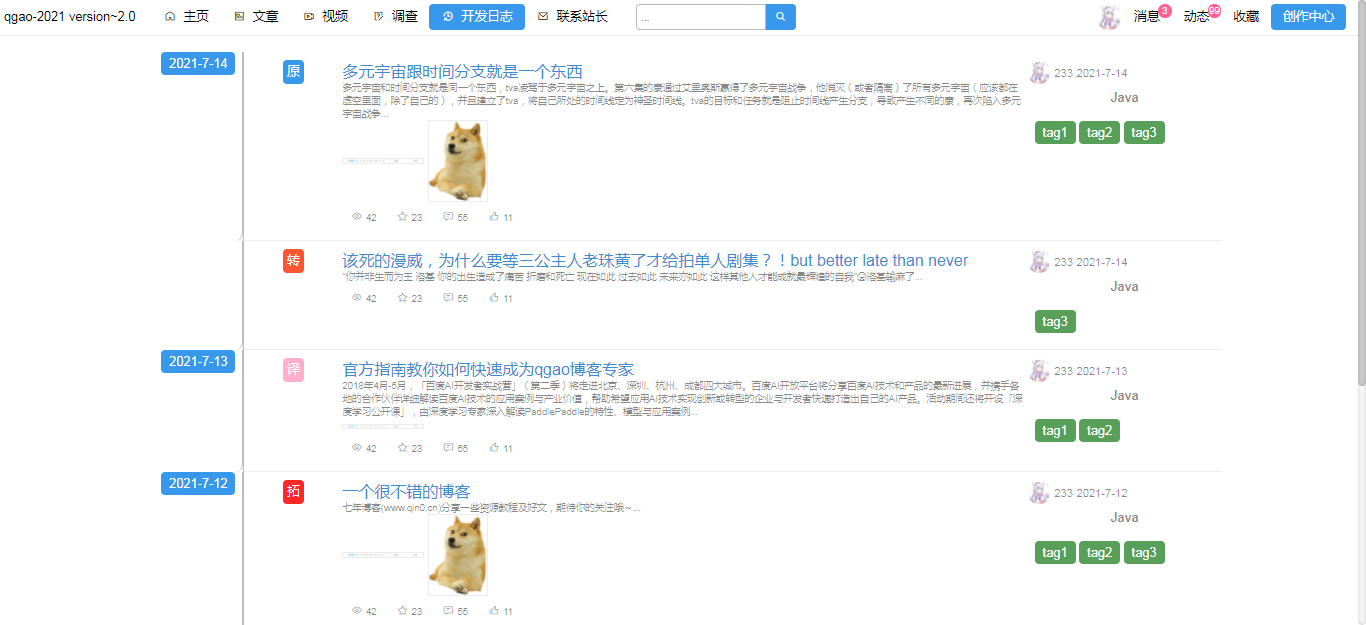 qgao-2021 version~2.0 主页 文章 视频 调查 开发日志 联系站长 ... 消息 3 动态 99 收藏 创作中心
2021-7-14
原
多元宇宙跟时间分支就是一个东西
多元宇宙和时间分支就是同一个东西，tva凌驾于多元宇宙之上。第六集的康通过艾里奥斯赢得了多元宇宙战争，他消灭（或者隔离）了所有多元宇宙（应该都在
虚空里面，除了自己的），并且建立了tva，将自己所处的时间线定为神圣时间线。tva的目标和任务就是阻止时间线产生分支，导致产生不同的康，再次陷入多元
宇宙战争...
42 23 55 11
233 2021-7-14
Java
tag1 tag2 tag3
转
该死的漫威，为什么要等三公主人老珠黄了才给拍单人剧集？！but better late than never
“你并非生而为王 洛基 你的出生造成了痛苦 折磨和死亡 现在如此 过去如此 未来亦如此 这样其他人才能成就最辉煌的自我”@洛基输麻了...
42 23 55 11
233 2021-7-14
Java
tag3
2021-7-13
译
官方指南教你如何快速成为qgao博客专家
2018年4月-5月，「百度AI开发者实战营」（第二季）将走进北京、深圳、杭州、成都四大城市。百度AI开放平台将分享百度AI技术和产品的最新进展，并携手各
地的合作伙伴详细解读百度AI技术的应用案例与产业价值，帮助希望应用AI技术实现创新或转型的企业与开发者快速打造出自己的AI产品。活动期间还将开设「深
度学习公开课」，由深度学习专家深入解读PaddlePaddle的特性、模型与应用案例...
42 23 55 11
233 2021-7-13
Java
tag1 tag2
2021-7-12
拓
一个很不错的博客
七年博客(www.qin0.cn)分享一些资源教程及好文，期待你的关注哦～...
42 23 55 11
233 2021-7-12
Java
tag1 tag2 tag3